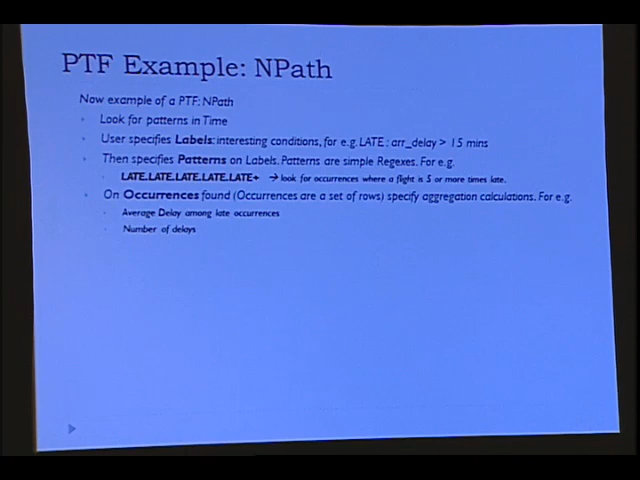 PTF Example: NPath
Now example of a PTF: NPath
Look for patterns in Time
User specifies Labels: interesting conditions, for e.g. LATE : arr_delay > 15 mins
Then specifies Patterns on Labels. Patterns are simple Regexes. For e.g.
LATE.LATE.LATE.LATE.LATE+ → look for occurrences where a flight is 5 or more times late.
On Occurrences found (Occurrences are a set of rows) specify aggregation calculations. For e.g.
Average Delay among late occurrences
Number of delays